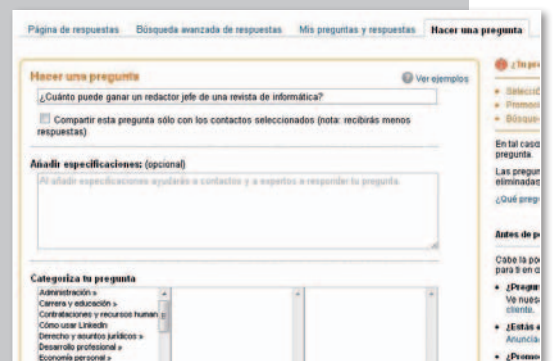 Página de respuestas Búsqueda avanzada de respuestas Mis preguntas y respuestas Hacer una pregunta
Hacer una pregunta
Ver ejemplos
¿Cuánto puede ganar un redactor jefe de una revista de informática?
Compartir esta pregunta sólo con los contactos seleccionados (nota: recibirás menos
respuestas)
Añadir especificaciones: (opcional)
Al añadir especificaciones ayudarás a contactos y a expertos a responder tu pregunta.
Categoriza tu pregunta
Administración »
Carrera y educación »
Contrataciones y recursos human
Cómo usar LinkedIn
Derecho y asuntos jurídicos »
Desarrollo profesional »
Economía personal »
En tal caso
pregunta.
Las pregun
eliminadas
¿Qué preg
Antes de p
Cabe la po
para ti en
¿Pregun
Ve nues
cliente.
¿Estás
Anuncia
¿Promo